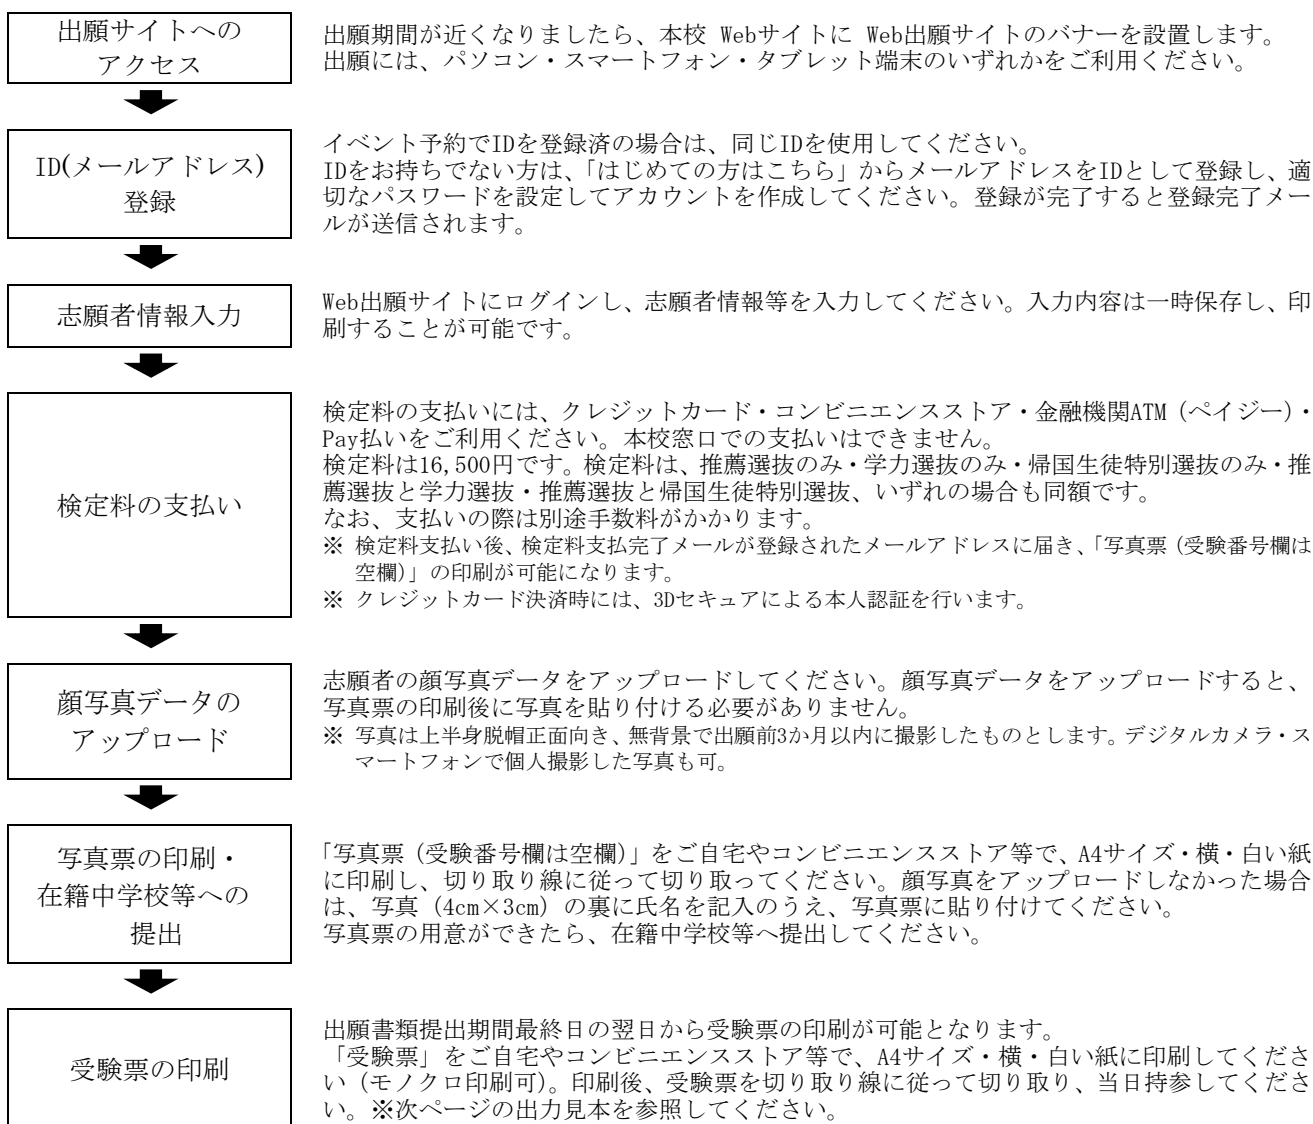 出願サイトへの
アクセス
出願期間が近くなりましたら、本校 Webサイトに Web出願サイトのバナーを設置します。
出願には、パソコン・スマートフォン・タブレット端末のいずれかをご利用ください。
ID(メールアドレス)
登録
イベント予約でIDを登録済の場合は、同じIDを使用してください。
IDをお持ちでない方は、「はじめての方はこちら」からメールアドレスをIDとして登録し、適
切なパスワードを設定してアカウントを作成してください。登録が完了すると登録完了メー
ルが送信されます。
志願者情報入力
Web出願サイトにログインし、志願者情報等を入力してください。入力内容は一時保存し、印
刷することが可能です。
検定料の支払い
検定料の支払いには、クレジットカード・コンビニエンスストア・金融機関ATM（ペイジー）・
Pay払いをご利用ください。本校窓口での支払いはできません。
検定料は16,500円です。検定料は、推薦選抜のみ・学力選抜のみ・帰国生徒特別選抜のみ・推
薦選抜と学力選抜・推薦選抜と帰国生徒特別選抜、いずれの場合も同額です。
なお、支払いの際は別途手数料がかかります。
※ 検定料支払い後、検定料支払完了メールが登録されたメールアドレスに届き、「写真票（受験番号欄は
空欄）」の印刷が可能になります。
※ クレジットカード決済時には、3Dセキュアによる本人認証を行います。
顔写真データの
アップロード
志願者の顔写真データをアップロードしてください。顔写真データをアップロードすると、
写真票の印刷後に写真を貼り付ける必要がありません。
※ 写真は上半身脱帽正面向き、無背景で出願前3か月以内に撮影したものとします。デジタルカメラ・ス
マートフォンで個人撮影した写真も可。
写真票の印刷・
在籍中学校等への
提出
「写真票（受験番号欄は空欄）」をご自宅やコンビニエンスストア等で、A4サイズ・横・白い紙
に印刷し、切り取り線に従って切り取ってください。顔写真をアップロードしなかった場合
は、写真（4cm×3cm）の裏に氏名を記入のうえ、写真票に貼り付けてください。
写真票の用意ができたら、在籍中学校等へ提出してください。
受験票の印刷
出願書類提出期間最終日の翌日から受験票の印刷が可能となります。
「受験票」をご自宅やコンビニエンスストア等で、A4サイズ・横・白い紙に印刷してくださ
い（モノクロ印刷可）。印刷後、受験票を切り取り線に従って切り取り、当日持参してくださ
い。※次ページの出力見本を参照してください。